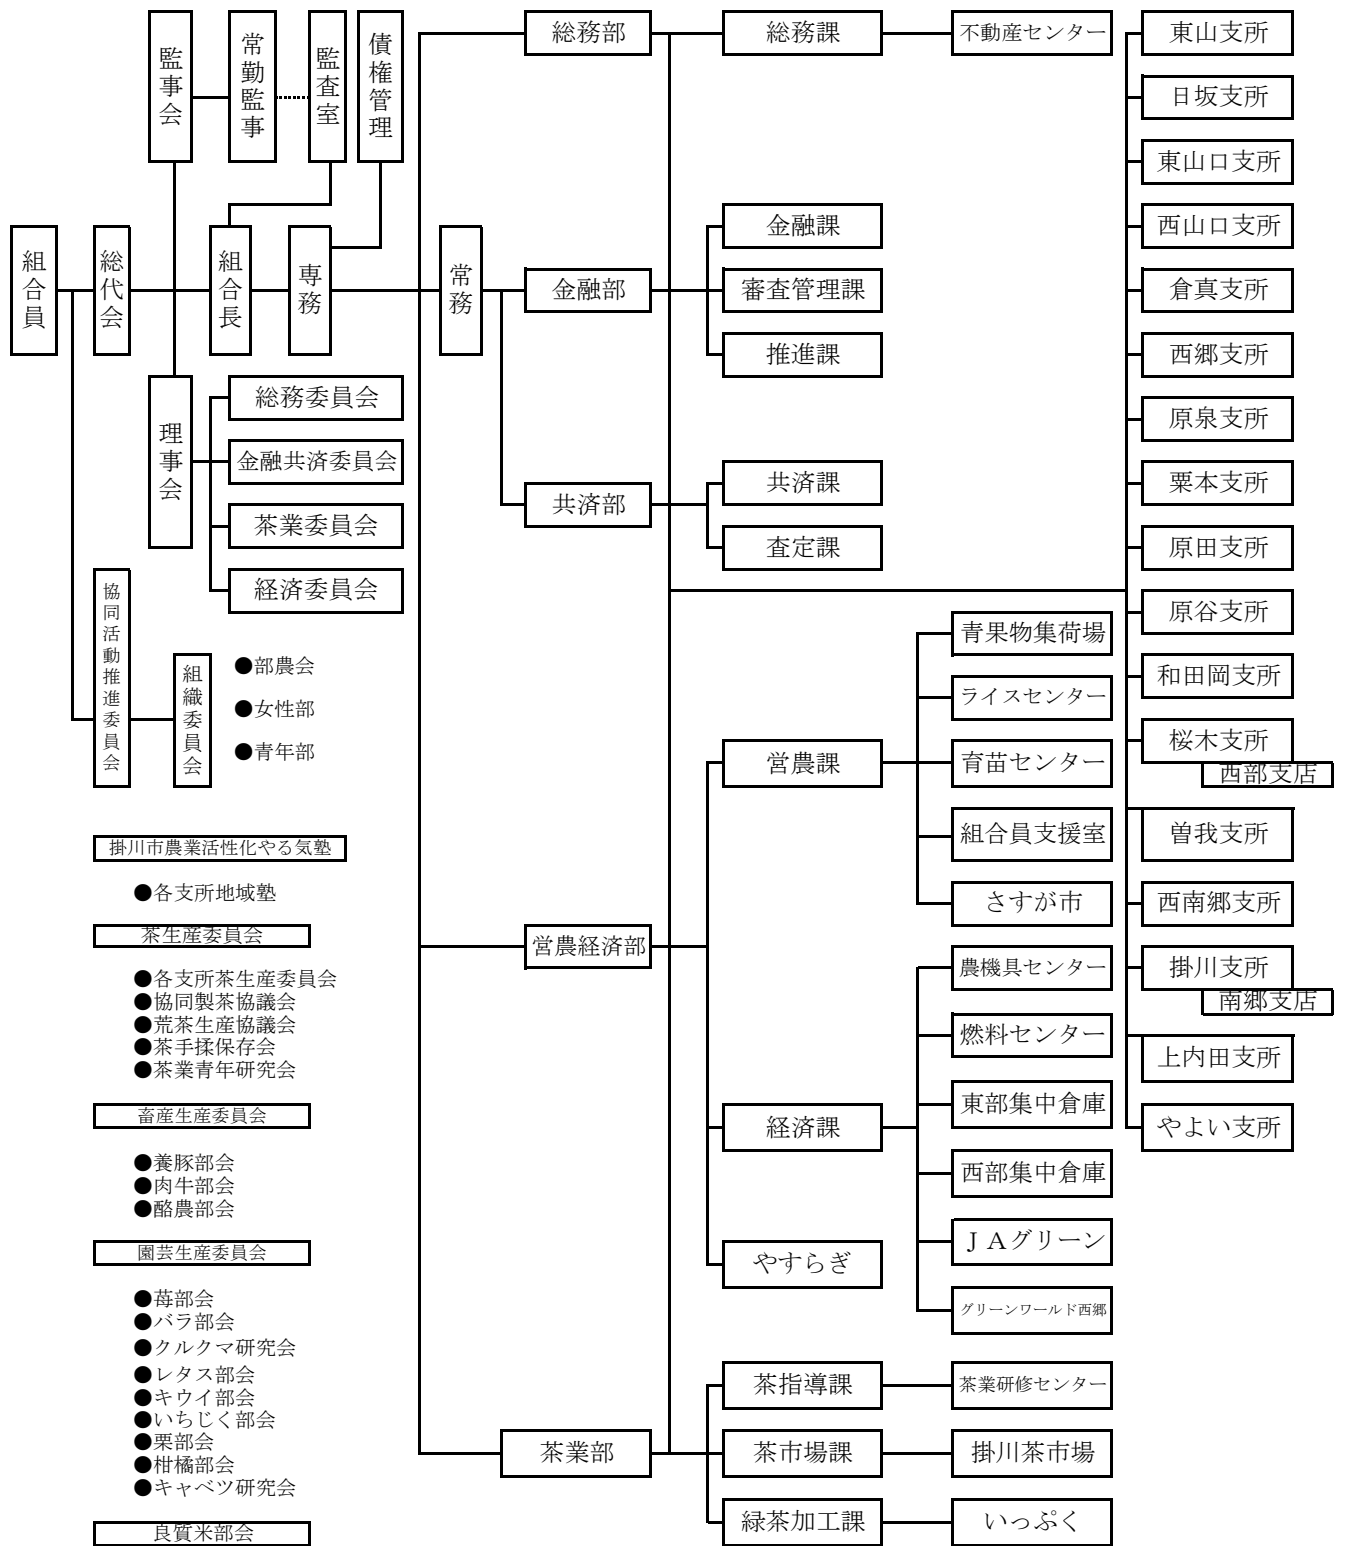 監事会
常勤監事
監査室
債権管理
組合員
総代会
組合長
専務
常務
理事会
総務委員会
金融共済委員会
茶業委員会
経済委員会
協同活動推進委員会
組織委員会
●部農会
●女性部
●青年部
掛川市農業活性化やる気塾
●各支所地域塾
茶生産委員会
●各支所茶生産委員会
●協同製茶協議会
●荒茶生産協議会
●茶手揉保存会
●茶業青年研究会
畜産生産委員会
●養豚部会
●肉牛部会
●酪農部会
園芸生産委員会
●苺部会
●バラ部会
●クルクマ研究会
●レタス部会
●キウイ部会
●いちじく部会
●栗部会
●柑橘部会
●キャベツ研究会
良質米部会
総務部
総務課
不動産センター
金融部
金融課
審査管理課
推進課
共済部
共済課
査定課
営農経済部
営農課
青果物集荷場
ライスセンター
育苗センター
組合員支援室
さすが市
経済課
農機具センター
燃料センター
東部集中倉庫
西部集中倉庫
ＪＡグリーン
グリーンワールド西郷
やすらぎ
茶業部
茶指導課
茶業研修センター
茶市場課
掛川茶市場
緑茶加工課
いっぷく
東山支所
日坂支所
東山口支所
西山口支所
倉真支所
西郷支所
原泉支所
粟本支所
原田支所
原谷支所
和田岡支所
桜木支所
西部支店
曽我支所
西南郷支所
掛川支所
南郷支店
上内田支所
やよい支所